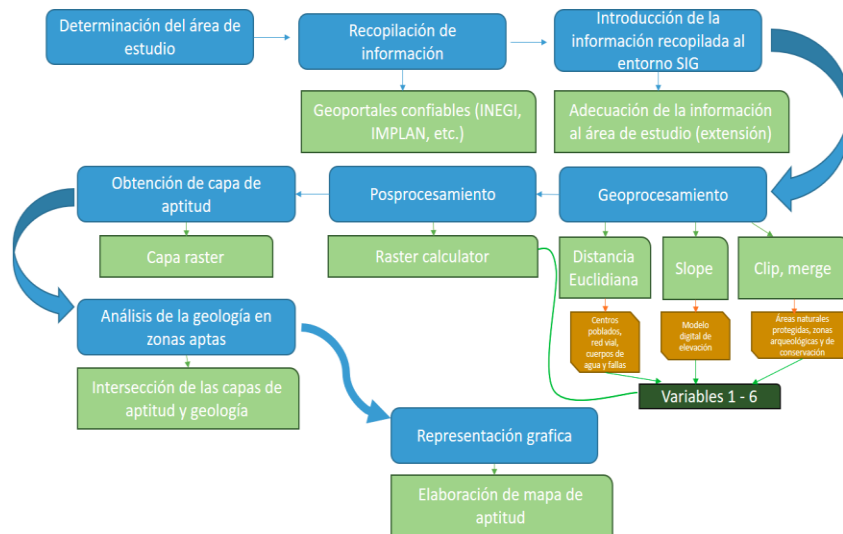 Determinación del área de
estudio
Recopilación de
información
Introducción de la
información recopilada al
entorno SIG
Geoportales confiables (INEGI,
IMPLAN, etc.)
Adecuación de la información
al área de estudio (extensión)
Obtención de capa de
aptitud
Posprocesamiento
Geoprocesamiento
Capa raster
Raster calculator
Distancia
Euclidiana
Slope
Clip, merge
Centros
poblados,
red vial,
cuerpos de
agua y fallas
Modelo
digital de
elevación
Áreas naturales
protegidas, zonas
arqueológicas y de
conservación
Variables 1 - 6
Análisis de la geología en
zonas aptas
Intersección de las capas de
aptitud y geología
Representación grafica
Elaboración de mapa de
aptitud